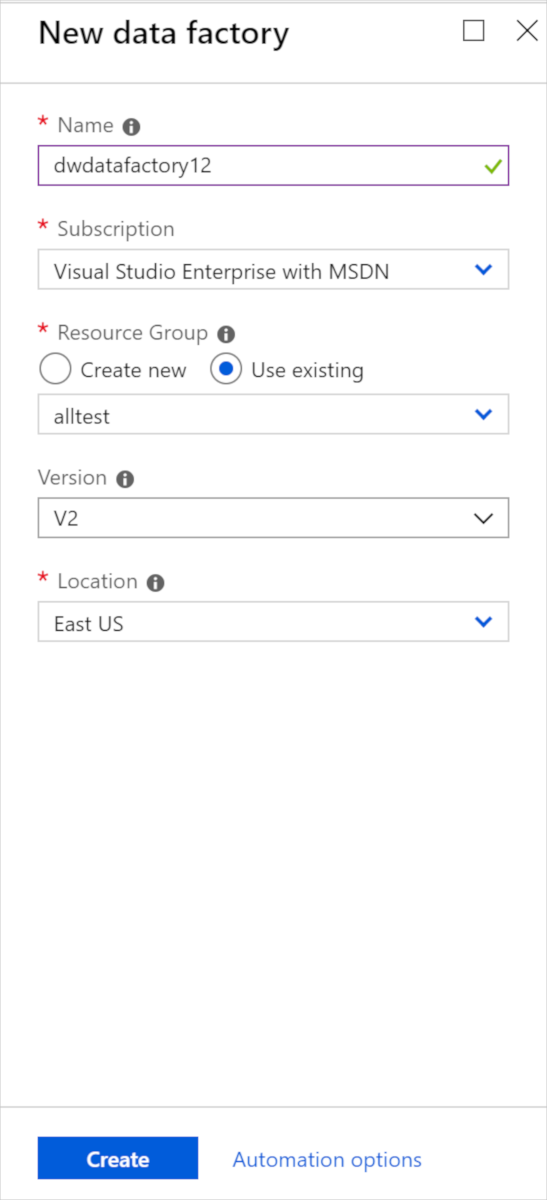 New data factory
* Name
dwdatafactory12
* Subscription
Visual Studio Enterprise with MSDN
* Resource Group
Create new Use existing
alltest
Version
V2
* Location
East US
Create Automation options